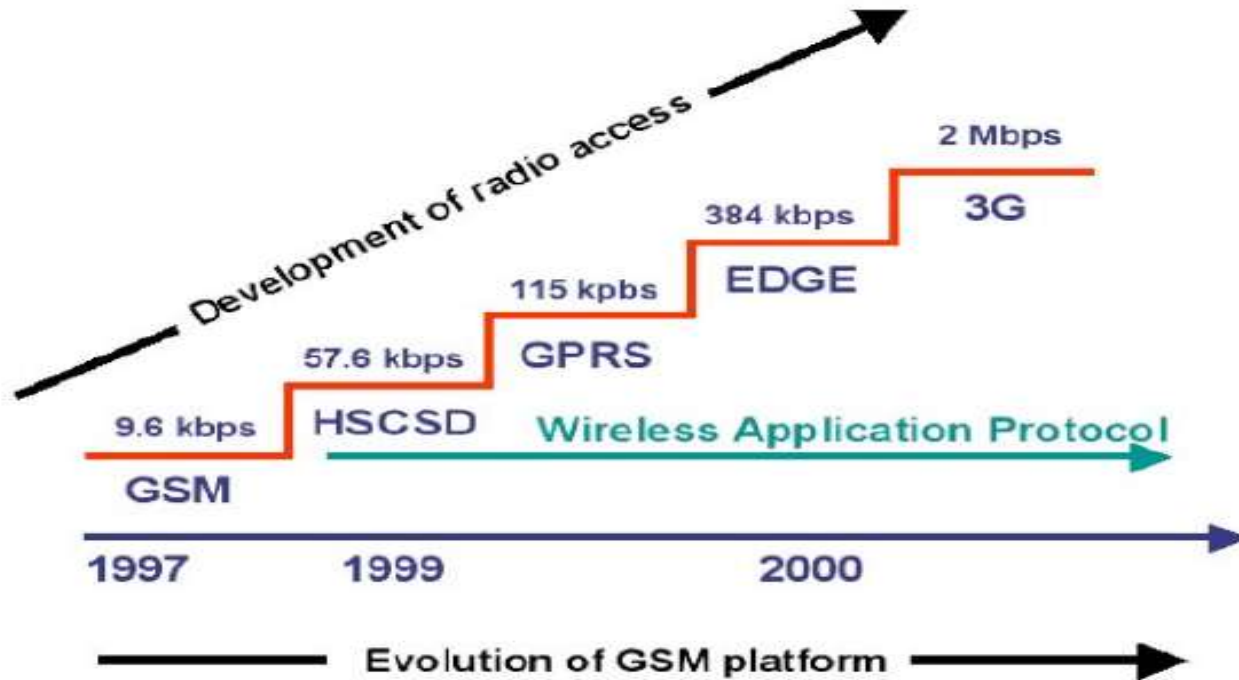 Development of radio access
2 Mbps
3G
384 kbps
EDGE
115 kpbs
GPRS
57.6 kbps
HSCSD
9.6 kbps
GSM
Wireless Application Protocol
1997 1999 2000
Evolution of GSM platform